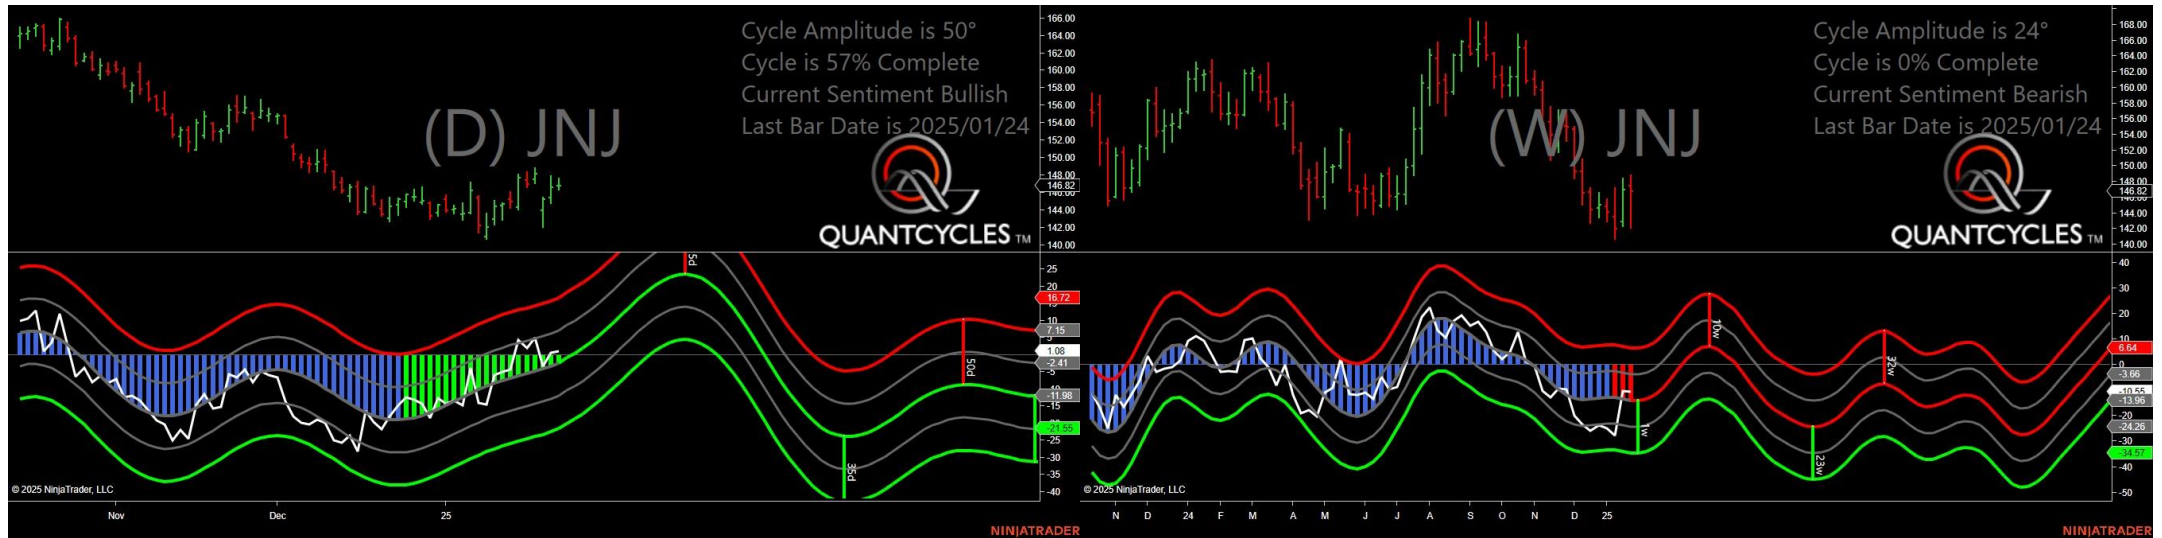 Cycle Amplitude is 50°
Cycle is 57% Complete
Current Sentiment Bullish
Last Bar Date is 2025/01/24
(D) JNJ
QUANTCYCLES TM
166.00
164.00
162.00
160.00
158.00
156.00
154.00
152.00
150.00
148.00
146.82
144.00
142.00
140.00
5d
35d
50d
25
20
16.72
10
7.15
1.08
-2.41
-5
-11.98
-15
-21.55
-25
-30
-35
-40
© 2025 NinjaTrader, LLC
Nov
Dec
25
NINJATRADER
Cycle Amplitude is 24°
Cycle is 0% Complete
Current Sentiment Bearish
Last Bar Date is 2025/01/24
(W) JNJ
QUANTCYCLES TM
168.00
166.00
164.00
162.00
160.00
158.00
156.00
154.00
152.00
150.00
148.00
146.82
144.00
142.00
140.00
1w
10w
23w
32w
40
30
20
10
6.64
0
-3.66
-10.55
-13.96
-20
-24.26
-30
-34.57
-40
-50
© 2025 NinjaTrader, LLC
N
D
24
F
M
A
M
J
J
A
S
O
N
D
25
NINJATRADER